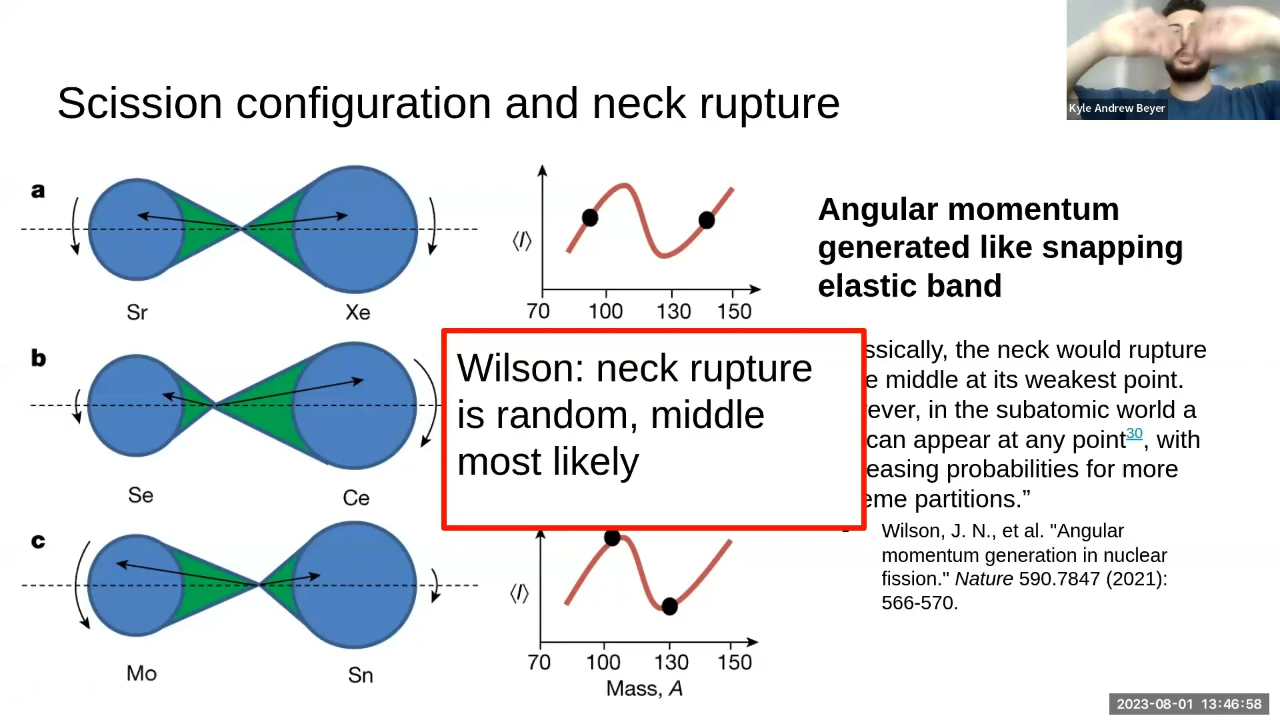 Scission configuration and neck rupture
Kyle Andrew Beyer
a
Sr
Xe
⟨I⟩
70 100 130 150
Angular momentum
generated like snapping
elastic band
b
Se
Ce
Wilson: neck rupture
is random, middle
most likely
ssically, the neck would rupture
e middle at its weakest point.
ever, in the subatomic world a
can appear at any point30, with
easing probabilities for more
eme partitions.”
Wilson, J. N., et al. "Angular
momentum generation in nuclear
fission." Nature 590.7847 (2021):
566-570.
c
Mo
Sn
⟨I⟩
70 100 130 150
Mass, A
2023-08-01 13:46:58